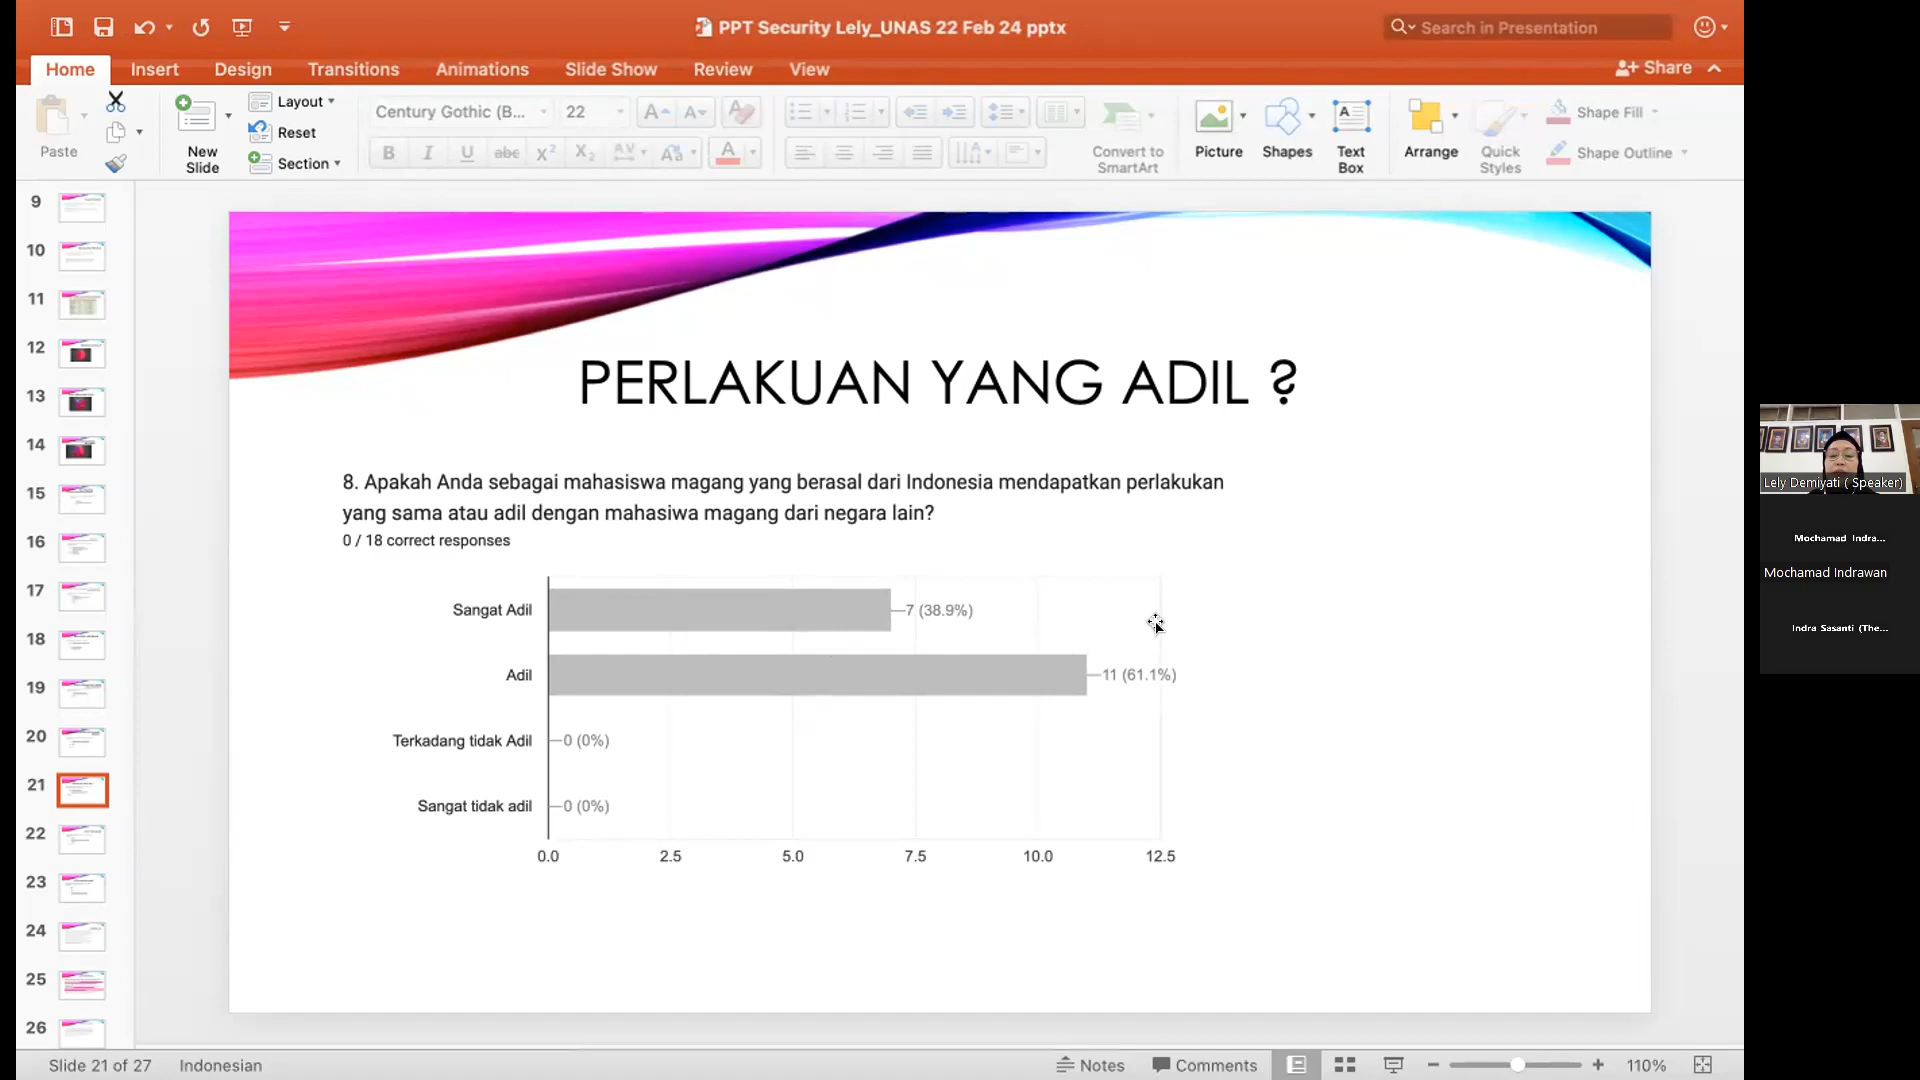 PPT Security Lely_UNAS 22 Feb 24 pptx
Search in Presentation
Home Insert Design Transitions Animations Slide Show Review View
Share
Paste
New Slide
Layout
Reset
Section
Century Gothic (B...
22
Convert to SmartArt
Picture
Shapes
Text Box
Arrange
Quick Styles
Shape Fill
Shape Outline
9
10
11
12
13
14
15
16
17
18
19
20
21
22
23
24
25
26
PERLAKUAN YANG ADIL ?
8. Apakah Anda sebagai mahasiswa magang yang berasal dari Indonesia mendapatkan perlakukan
yang sama atau adil dengan mahasiwa magang dari negara lain?
0 / 18 correct responses
Sangat Adil 7 (38.9%)
Adil 11 (61.1%)
Terkadang tidak Adil 0 (0%)
Sangat tidak adil 0 (0%)
0.0 2.5 5.0 7.5 10.0 12.5
Lely Demiyati ( Speaker)
Mochamad Indra...
Mochamad Indrawan
Indra Sasanti (The...
Slide 21 of 27 Indonesian
Notes Comments 110%